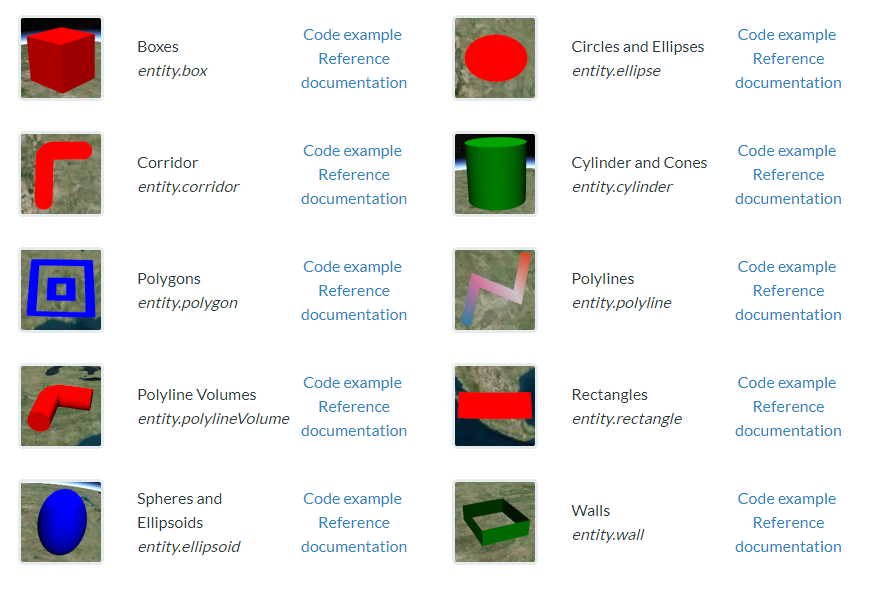 Boxes
entity.box
Code example
Reference
documentation
Circles and Ellipses
entity.ellipse
Code example
Reference
documentation
Corridor
entity.corridor
Code example
Reference
documentation
Cylinder and Cones
entity.cylinder
Code example
Reference
documentation
Polygons
entity.polygon
Code example
Reference
documentation
Polylines
entity.polyline
Code example
Reference
documentation
Polyline Volumes
entity.polylineVolume
Code example
Reference
documentation
Rectangles
entity.rectangle
Code example
Reference
documentation
Spheres and
Ellipsoids
entity.ellipsoid
Code example
Reference
documentation
Walls
entity.wall
Code example
Reference
documentation